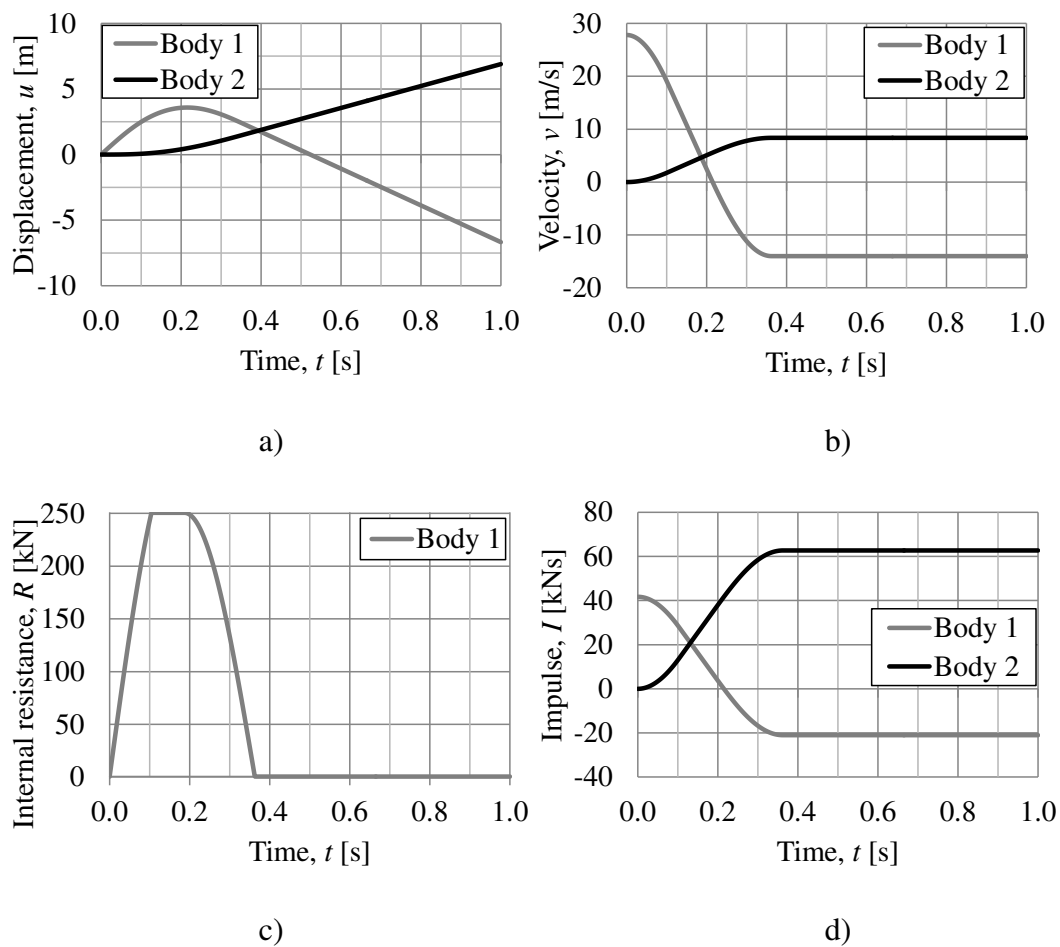 Displacement, u [m]
10
5
0
-5
-10
Body 1
Body 2
0.0 0.2 0.4 0.6 0.8 1.0
Time, t [s]
a)
Velocity, v [m/s]
30
20
10
0
-10
-20
Body 1
Body 2
0.0 0.2 0.4 0.6 0.8 1.0
Time, t [s]
b)
Internal resistance, R [kN]
250
200
150
100
50
0
Body 1
0.0 0.2 0.4 0.6 0.8 1.0
Time, t [s]
c)
Impulse, I [kNs]
80
60
40
20
0
-20
-40
Body 1
Body 2
0.0 0.2 0.4 0.6 0.8 1.0
Time, t [s]
d)